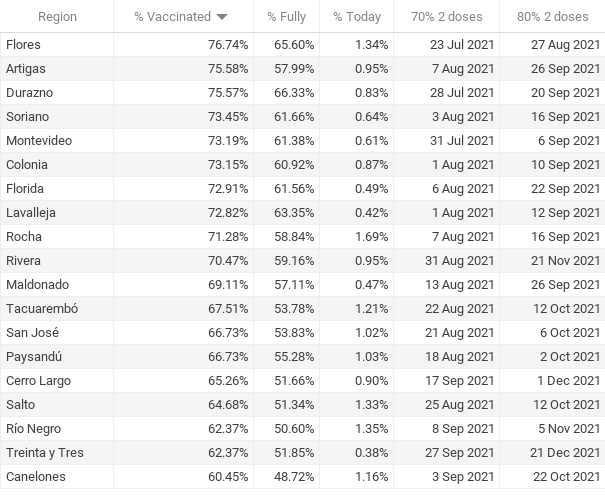 Region % Vaccinated % Fully % Today 70% 2 doses 80% 2 doses
Flores 76.74% 65.60% 1.34% 23 Jul 2021 27 Aug 2021
Artigas 75.58% 57.99% 0.95% 7 Aug 2021 26 Sep 2021
Durazno 75.57% 66.33% 0.83% 28 Jul 2021 20 Sep 2021
Soriano 73.45% 61.66% 0.64% 3 Aug 2021 16 Sep 2021
Montevideo 73.19% 61.38% 0.61% 31 Jul 2021 6 Sep 2021
Colonia 73.15% 60.92% 0.87% 1 Aug 2021 10 Sep 2021
Florida 72.91% 61.56% 0.49% 6 Aug 2021 22 Sep 2021
Lavalleja 72.82% 63.35% 0.42% 1 Aug 2021 12 Sep 2021
Rocha 71.28% 58.84% 1.69% 7 Aug 2021 16 Sep 2021
Rivera 70.47% 59.16% 0.95% 31 Aug 2021 21 Nov 2021
Maldonado 69.11% 57.11% 0.47% 13 Aug 2021 26 Sep 2021
Tacuarembó 67.51% 53.78% 1.21% 22 Aug 2021 12 Oct 2021
San José 66.73% 53.83% 1.02% 21 Aug 2021 6 Oct 2021
Paysandú 66.73% 55.28% 1.03% 18 Aug 2021 2 Oct 2021
Cerro Largo 65.26% 51.66% 0.90% 17 Sep 2021 1 Dec 2021
Salto 64.68% 51.34% 1.33% 25 Aug 2021 12 Oct 2021
Río Negro 62.37% 50.60% 1.35% 8 Sep 2021 5 Nov 2021
Treinta y Tres 62.37% 51.85% 0.38% 27 Sep 2021 21 Dec 2021
Canelones 60.45% 48.72% 1.16% 3 Sep 2021 22 Oct 2021